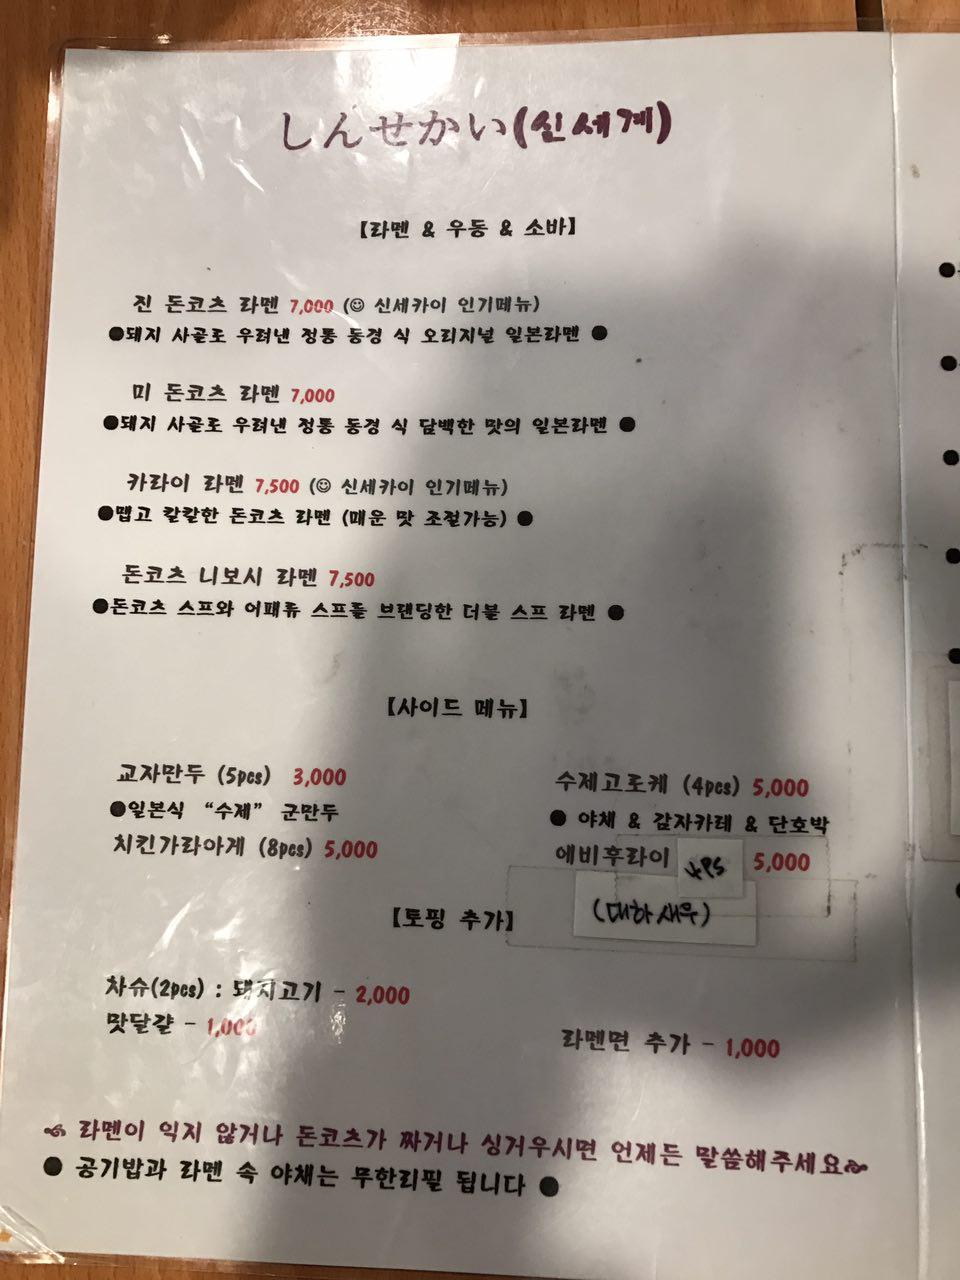 しんせかい(신세계)
【라멘 & 우동 & 소바】
진 돈코츠 라멘 7,000 (☺ 신세카이 인기메뉴)
●돼지 사골로 우려낸 정통 동경 식 오리지널 일본라멘 ●
미 돈코츠 라멘 7,000
●돼지 사골로 우려낸 정통 동경 식 담백한 맛의 일본라멘 ●
카라이 라멘 7,500 (☺ 신세카이 인기메뉴)
●맵고 칼칼한 돈코츠 라멘 (매운 맛 조절가능) ●
돈코츠 니보시 라멘 7,500
●돈코츠 스프와 어패류 스프를 브랜딩한 더블 스프 라멘 ●
【사이드 메뉴】
교자만두 (5pcs) 3,000
●일본식 “수제” 군만두
치킨가라아게 (8pcs) 5,000
수제고로케 (4pcs) 5,000
● 야채 & 감자카레 & 단호박
에비후라이 4PS 5,000
(대하새우)
【토핑 추가】
차슈(2pcs) : 돼지고기 - 2,000
맛달걀 - 1,000
라멘면 추가 - 1,000
라멘이 익지 않거나 돈코츠가 짜거나 싱거우시면 언제든 말씀해주세요
● 공기밥과 라멘 속 야채는 무한리필 됩니다 ●